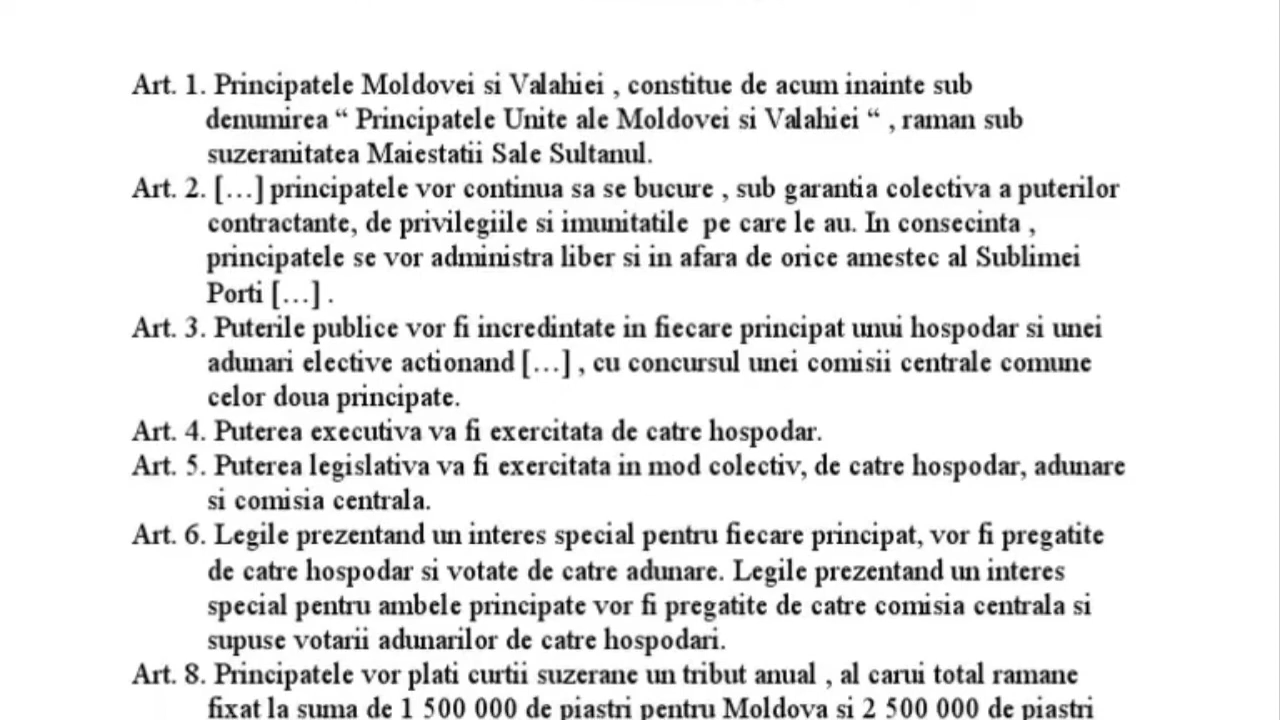 Art. 1. Principatele Moldovei si Valahiei , constitue de acum inainte sub
denumirea “ Principatele Unite ale Moldovei si Valahiei “ , raman sub
suzeranitatea Maiestatii Sale Sultanul.
Art. 2. […] principatele vor continua sa se bucure , sub garantia colectiva a puterilor
contractante, de privilegiile si imunitatile pe care le au. In consecinta ,
principatele se vor administra liber si in afara de orice amestec al Sublimei
Porti […] .
Art. 3. Puterile publice vor fi incredintate in fiecare principat unui hospodar si unei
adunari elective actionand […] , cu concursul unei comisii centrale comune
celor doua principate.
Art. 4. Puterea executiva va fi exercitata de catre hospodar.
Art. 5. Puterea legislativa va fi exercitata in mod colectiv, de catre hospodar, adunare
si comisia centrala.
Art. 6. Legile prezentand un interes special pentru fiecare principat, vor fi pregatite
de catre hospodar si votate de catre adunare. Legile prezentand un interes
special pentru ambele principate vor fi pregatite de catre comisia centrala si
supuse votarii adunarilor de catre hospodari.
Art. 8. Principatele vor plati curtii suzerane un tribut anual , al carui total ramane
fixat la suma de 1 500 000 de piastri pentru Moldova si 2 500 000 de piastri